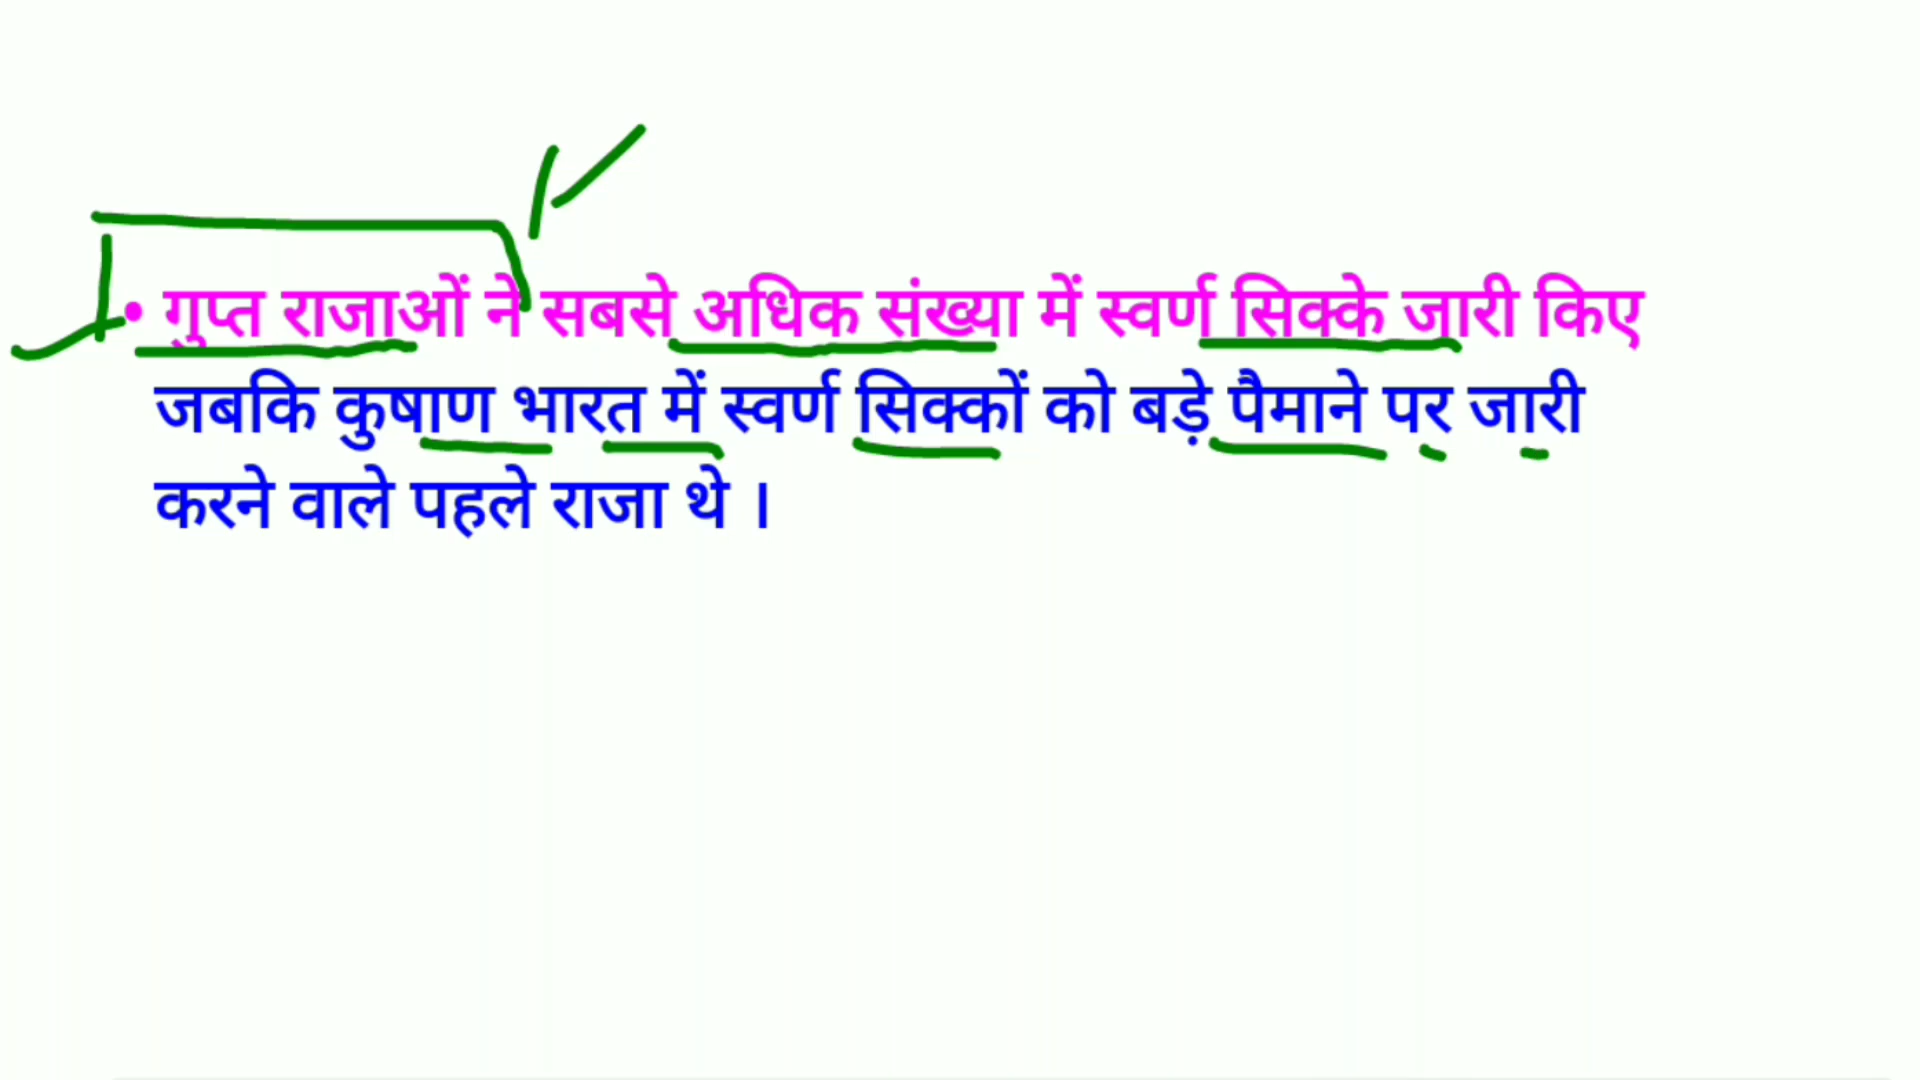 • गुप्त राजाओं ने सबसे अधिक संख्या में स्वर्ण सिक्के जारी किए
जबकि कुषाण भारत में स्वर्ण सिक्कों को बड़े पैमाने पर जारी
करने वाले पहले राजा थे ।